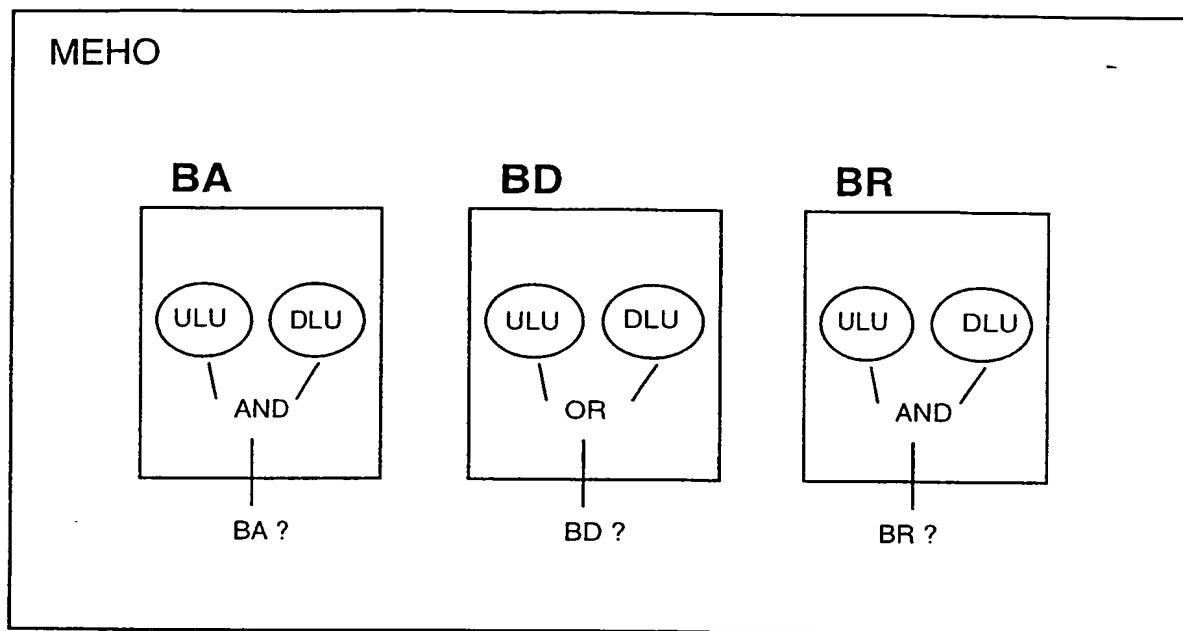 MEHO
BA BD BR
ULU DLU ULU DLU ULU DLU
AND OR AND
BA ? BD ? BR ?